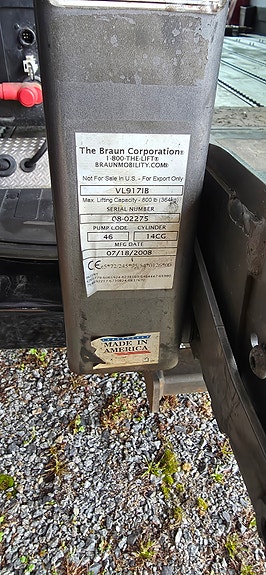 The Braun Corporation®
1-800-THE-LIFT®
BRAUNMOBILITY.COM®
Not For Sale in U.S. - For Export Only
VL917IB
Max. Lifting Capacity - 800 lb (364kg)
SERIAL NUMBER
08-02275
PUMP CODE CYLINDER
46 14CG
MFG DATE
07/18/2008
CE
MADE IN
AMERICA